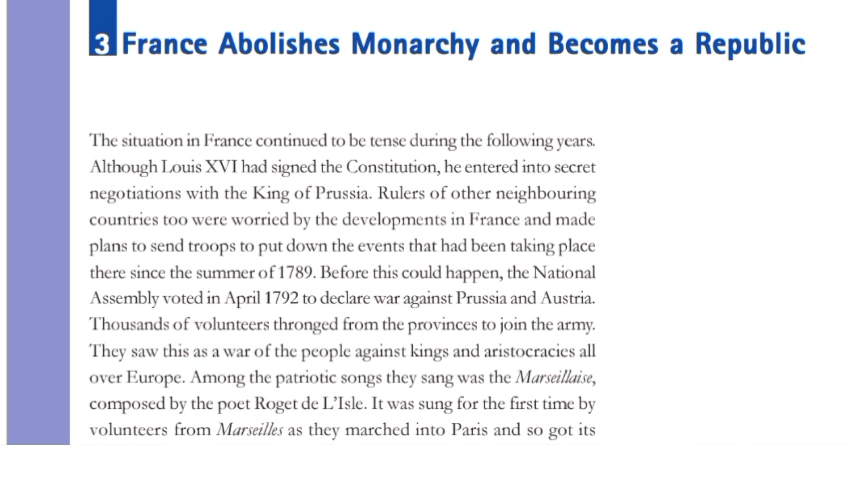 3 France Abolishes Monarchy and Becomes a Republic
The situation in France continued to be tense during the following years.
Although Louis XVI had signed the Constitution, he entered into secret
negotiations with the King of Prussia. Rulers of other neighbouring
countries too were worried by the developments in France and made
plans to send troops to put down the events that had been taking place
there since the summer of 1789. Before this could happen, the National
Assembly voted in April 1792 to declare war against Prussia and Austria.
Thousands of volunteers thronged from the provinces to join the army.
They saw this as a war of the people against kings and aristocracies all
over Europe. Among the patriotic songs they sang was the Marseillaise,
composed by the poet Roget de L’Isle. It was sung for the first time by
volunteers from Marseilles as they marched into Paris and so got its